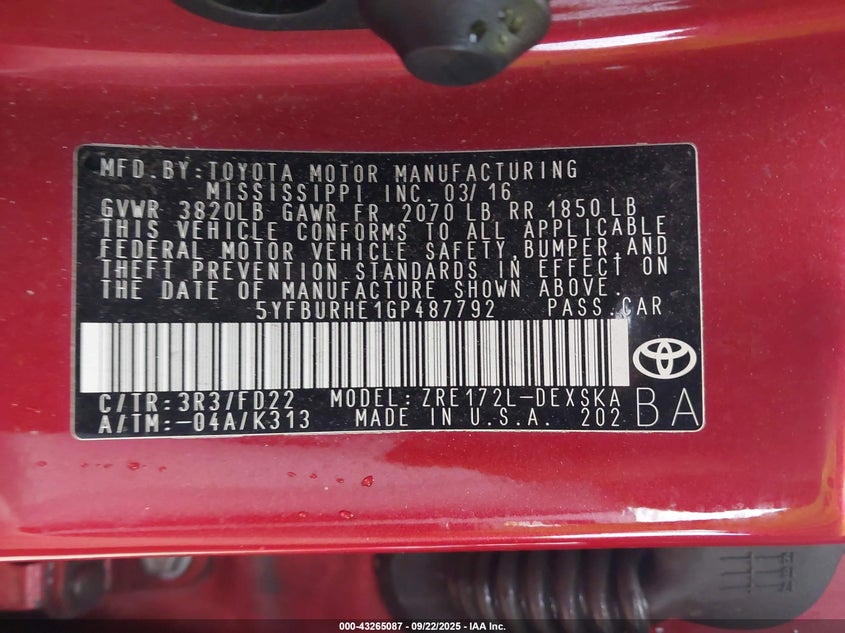 MFD.BY:TOYOTA MOTOR MANUFACTURING
MISSISSIPPI INC. 03/16
GVWR 3820LB GAWR FR 2070 LB RR 1850 LB
THIS VEHICLE CONFORMS TO ALL APPLICABLE
FEDERAL MOTOR VEHICLE SAFETY,BUMPER,AND
THEFT PREVENTION STANDARDS IN EFFECT ON
THE DATE OF MANUFACTURE SHOWN ABOVE.
5YFBURHE1GP487792 PASS.CAR
C/TR:3R3/FD22 MODEL:ZRE172L-DEXSKA
A/TM:-04A/K313 MADE IN U.S.A. 202
BA
000-43265087 - 09/22/2025 - IAA Inc.